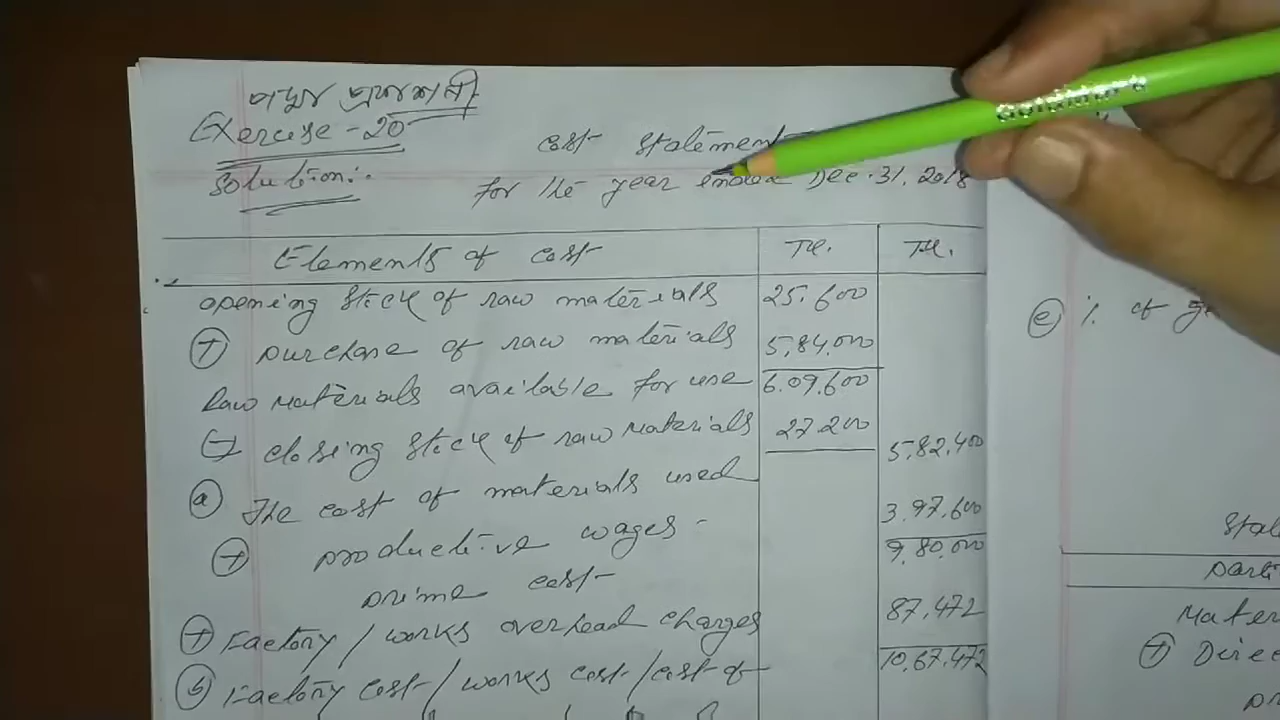 পদ্মা প্রকাশনী
Exercise - 20
Solution:
Cost Statement
for the year ended Dec. 31, 2018
Elements of cost TK. TK.
opening stock of raw materials 25,600
(+) purchase of raw materials 5,84,000
Raw materials available for use 6,09,600
(-) closing stock of raw materials 27,200 5,82,400
(a) The cost of materials used
(+) productive wages - 3,97,600
prime cost 9,80,000
(+) Factory / works overhead charges 87,472
(b) Factory cost / works cost / cost of 10,67,472
(e) % of
Mater
(+) Direc